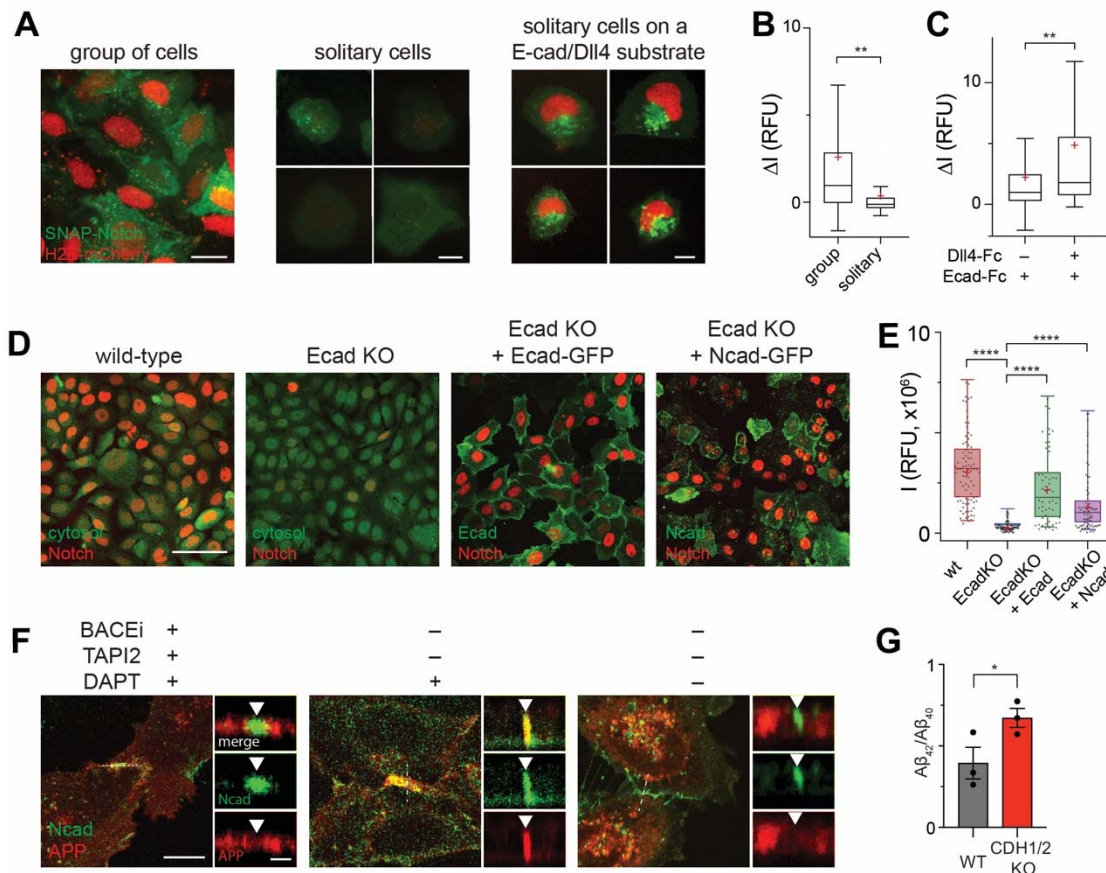 A
group of cells
solitary cells
solitary cells on a
E-cad/Dll4 substrate
SNAP-Notch
H2B-mCherry
B
**
10
0
ΔI (RFU)
group
solitary
C
**
10
0
ΔI (RFU)
Dll4-Fc – +
Ecad-Fc + +
D
wild-type
Ecad KO
Ecad KO
+ Ecad-GFP
Ecad KO
+ Ncad-GFP
cytosol
Notch
cytosol
Notch
Ecad
Notch
Ncad
Notch
E
****
****
****
10
0
I (RFU, x10⁶)
wt
EcadKO
EcadKO
+ Ecad
EcadKO
+ Ncad
F
BACEi + – –
TAPI2 + – –
DAPT + + –
Ncad
APP
merge
Ncad
APP
G
*
1
0
Aβ₄₂/Aβ₄₀
WT
CDH1/2
KO